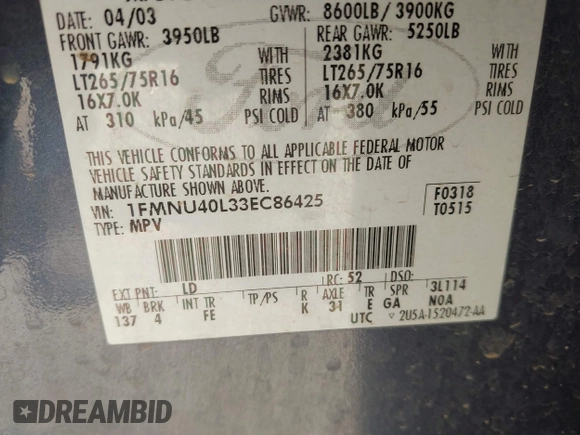 DATE: 04/03 GVWR: 8600LB/ 3900KG
FRONT GAWR: 3950LB REAR GAWR: 5250LB
1791KG WITH 2381KG WITH
LT265/75R16 TIRES LT265/75R16 TIRES
16X7.0K RIMS 16X7.0K RIMS
AT 310 kPa/45 PSI COLD AT 380 kPa/55 PSI COLD
THIS VEHICLE CONFORMS TO ALL APPLICABLE FEDERAL MOTOR
VEHICLE SAFETY STANDARDS IN EFFECT ON THE DATE OF
MANUFACTURE SHOWN ABOVE.
VIN: 1FMNU40L33EC86425 F0318
TYPE: MPV T0515
EXT PNT: LD RC: 52 DSO:
WB BRK INT TR TP/PS R AXLE TR SPR 3L114
137 4 FE K 31 E GA NOA
UTC 2U5A-1520472-AA
Ford
DREAMBID